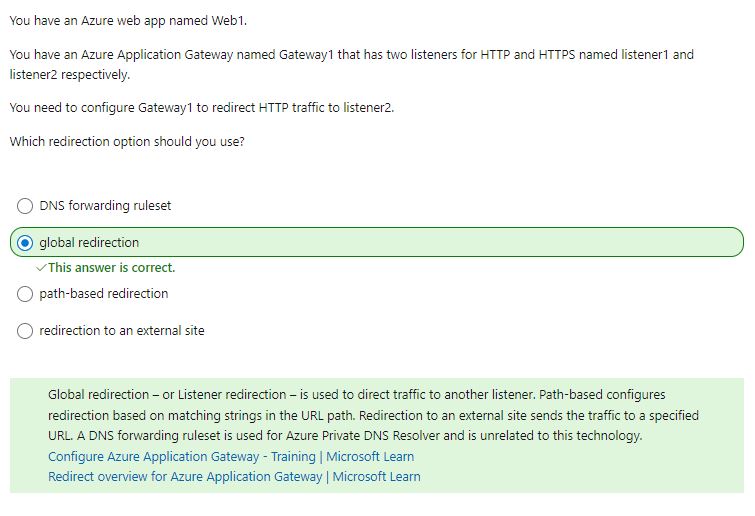 You have an Azure web app named Web1.
You have an Azure Application Gateway named Gateway1 that has two listeners for HTTP and HTTPS named listener1 and
listener2 respectively.
You need to configure Gateway1 to redirect HTTP traffic to listener2.
Which redirection option should you use?
DNS forwarding ruleset
global redirection
This answer is correct.
path-based redirection
redirection to an external site
Global redirection – or Listener redirection – is used to direct traffic to another listener. Path-based configures
redirection based on matching strings in the URL path. Redirection to an external site sends the traffic to a specified
URL. A DNS forwarding ruleset is used for Azure Private DNS Resolver and is unrelated to this technology.
Configure Azure Application Gateway - Training | Microsoft Learn
Redirect overview for Azure Application Gateway | Microsoft Learn